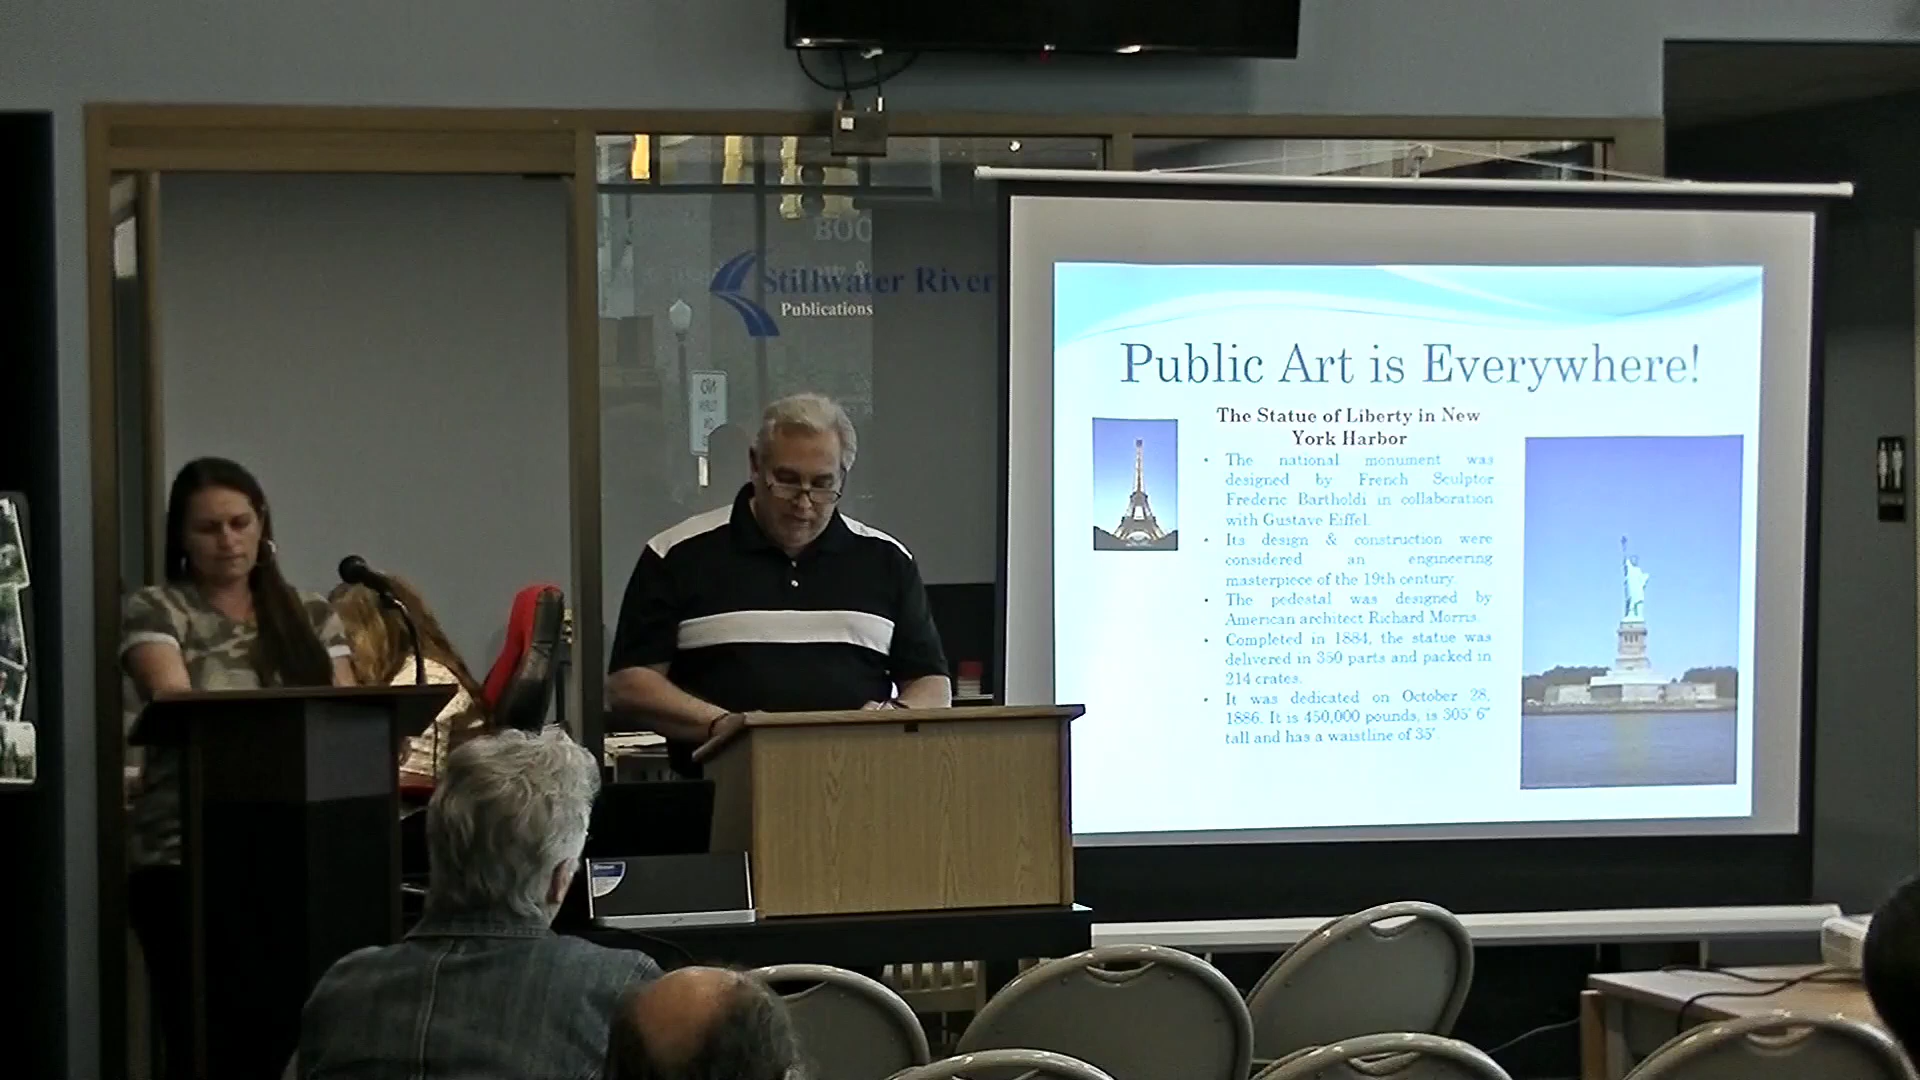 BOO
Stillwater River
Publications
NO
Public Art is Everywhere!
The Statue of Liberty in New
York Harbor
• The national monument was
designed by French Sculptor
Frederic Bartholdi in collaboration
with Gustave Eiffel.
• Its design & construction were
considered an engineering
masterpiece of the 19th century.
• The pedestal was designed by
American architect Richard Morris.
• Completed in 1884, the statue was
delivered in 350 parts and packed in
214 crates.
• It was dedicated on October 28,
1886. It is 450,000 pounds, is 305' 6"
tall and has a waistline of 35'.